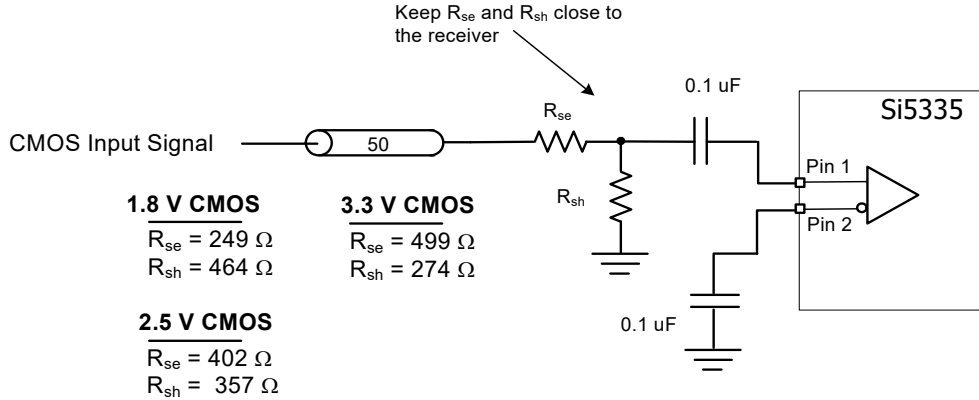 Keep Rse and Rsh close to
the receiver
0.1 uF
Si5335
Rse
CMOS Input Signal
50
Pin 1
Rsh
Pin 2
1.8 V CMOS
Rse = 249 Ω
Rsh = 464 Ω
3.3 V CMOS
Rse = 499 Ω
Rsh = 274 Ω
0.1 uF
2.5 V CMOS
Rse = 402 Ω
Rsh = 357 Ω